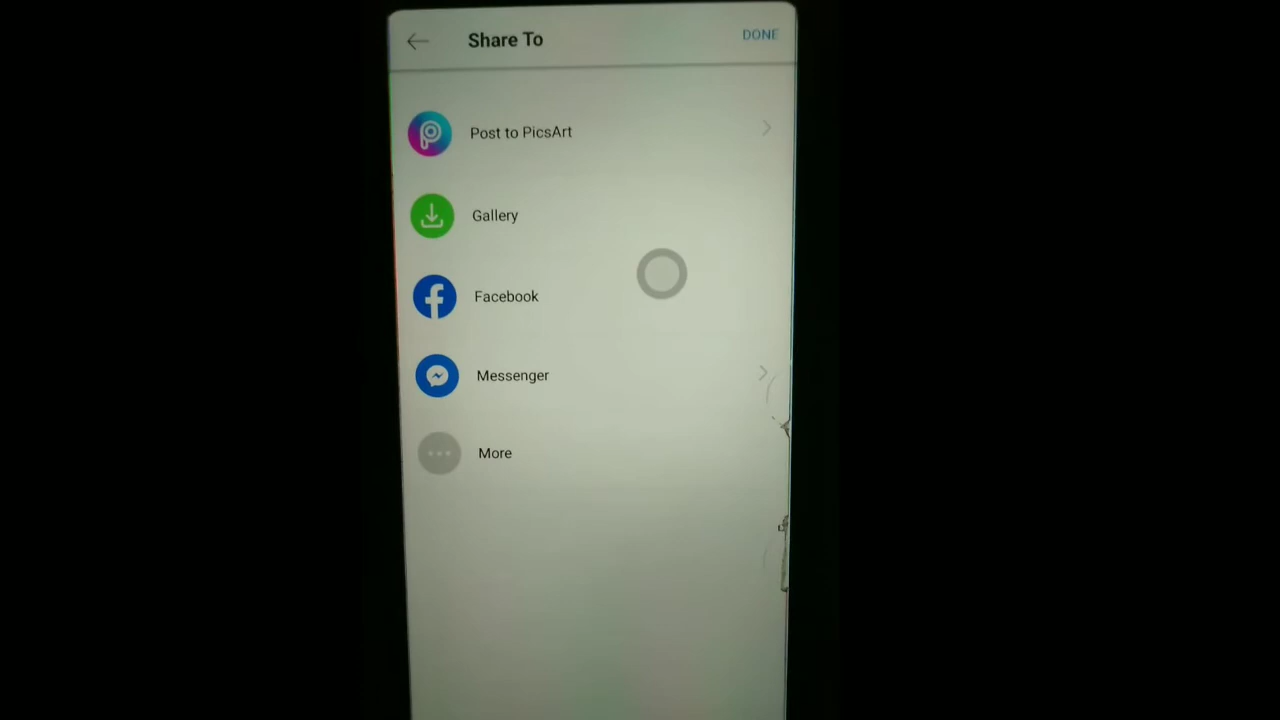 Share To
DONE
Post to PicsArt
Gallery
Facebook
Messenger
More